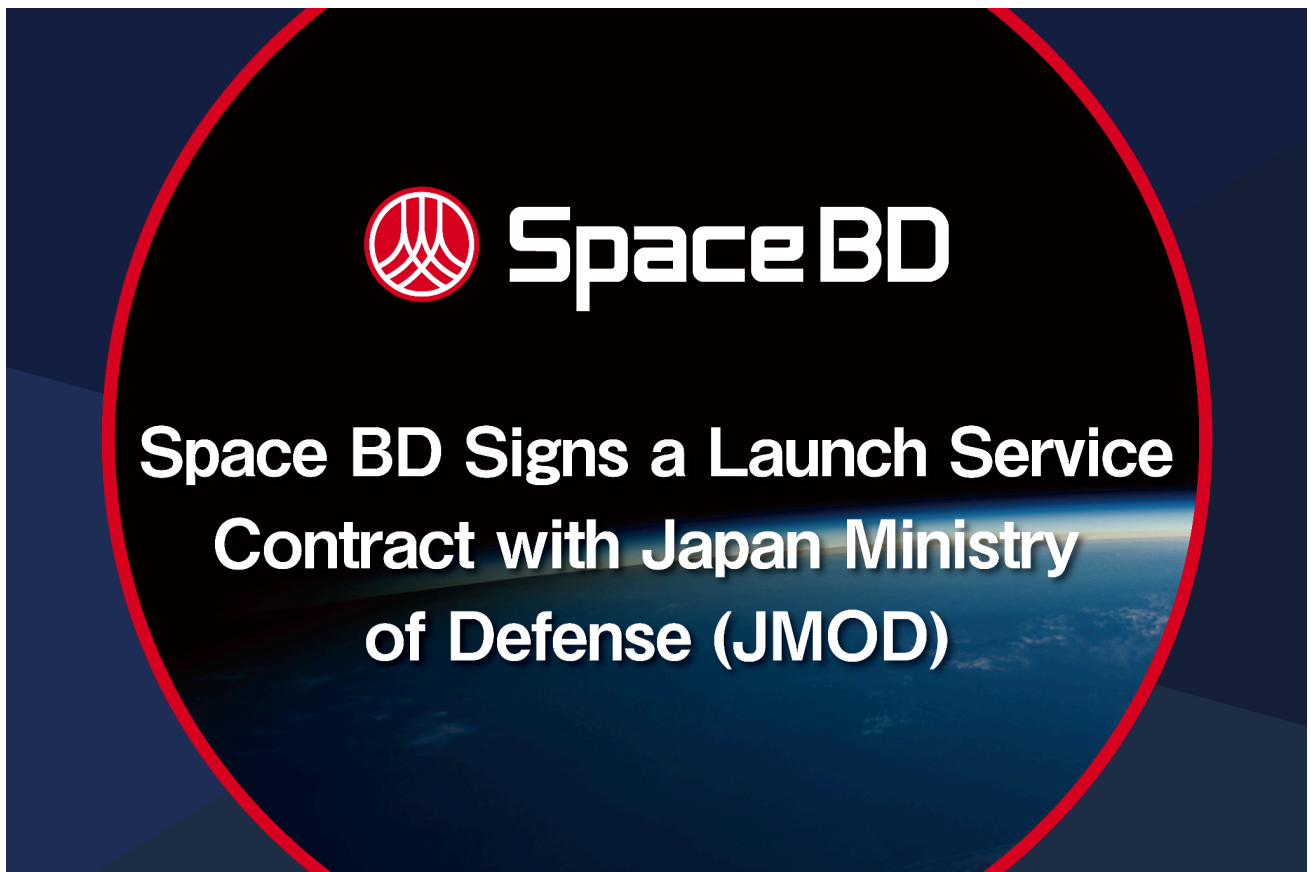 Space BD
Space BD Signs a Launch Service
Contract with Japan Ministry
of Defense (JMOD)